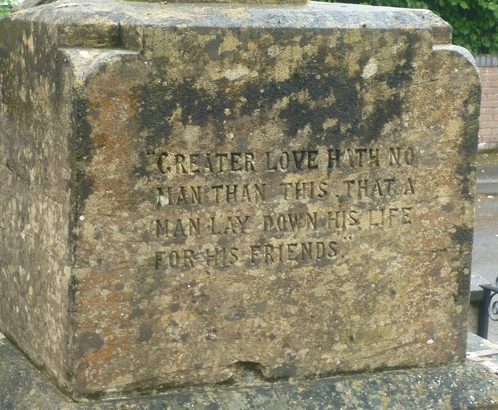 "GREATER LOVE HATH NO
MAN THAN THIS, THAT A
MAN LAY DOWN HIS LIFE
FOR HIS FRIENDS."